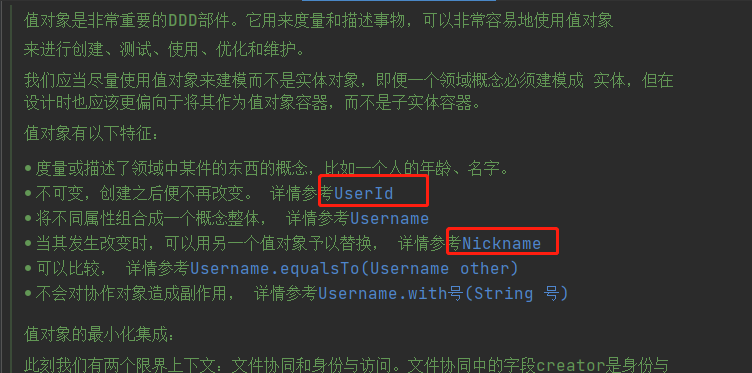 值对象是非常重要的DDD部件。它用来度量和描述事物，可以非常容易地使用值对象
来进行创建、测试、使用、优化和维护。
我们应当尽量使用值对象来建模而不是实体对象，即便一个领域概念必须建模成 实体，但在
设计时也应该更偏向于将其作为值对象容器，而不是子实体容器。
值对象有以下特征：
• 度量或描述了领域中某件的东西的概念，比如一个人的年龄、名字。
• 不可变，创建之后便不再改变。 详情参考UserId
• 将不同属性组合成一个概念整体， 详情参考Username
• 当其发生改变时，可以用另一个值对象予以替换， 详情参考Nickname
• 可以比较， 详情参考Username.equalsTo(Username other)
• 不会对协作对象造成副作用， 详情参考Username.with号(String 号)
值对象的最小化集成：
此刻我们有两个限界上下文：文件协同和身份与访问。文件协同中的字段creator是身份与